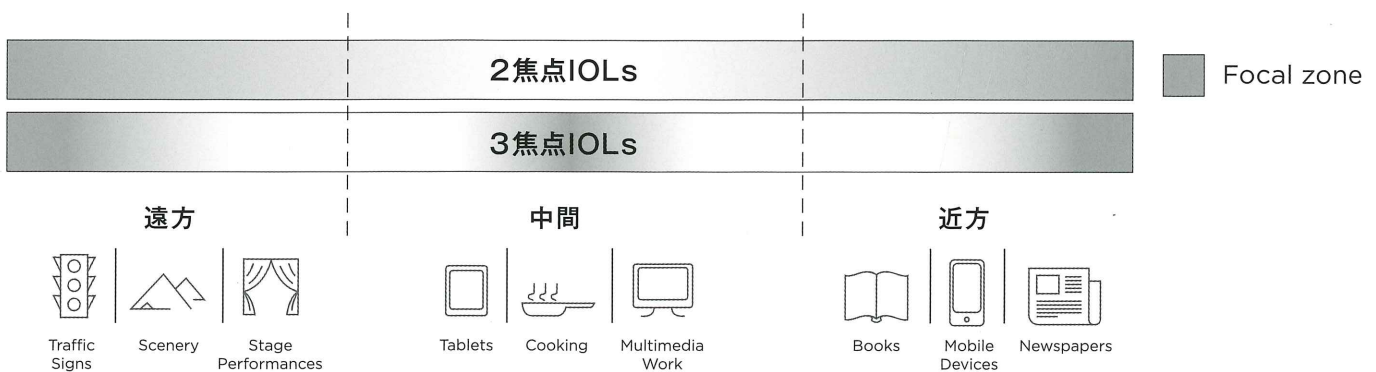 2焦点IOLs
Focal zone
3焦点IOLs
遠方
中間
近方
Traffic
Signs
Scenery
Stage
Performances
Tablets
Cooking
Multimedia
Work
Books
Mobile
Devices
Newspapers